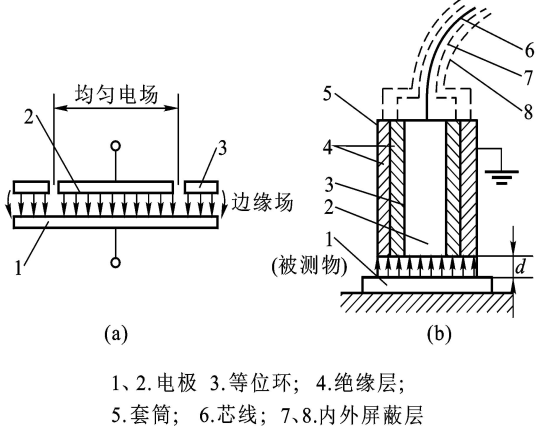 均匀电场
2
3
边缘场
1
(a)
6
7
8
5
4
3
2
1
(被测物)
d
(b)
1、2.电极 3.等位环; 4.绝缘层;
5.套筒; 6.芯线; 7、8.内外屏蔽层